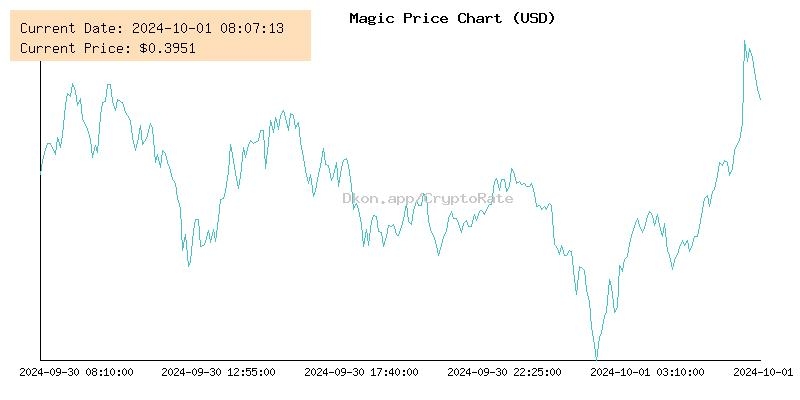 Magic Price Chart (USD)
Current Date: 2024-10-01 08:07:13
Current Price: $0.3951
Dkon.app/CryptoRate
2024-09-30 08:10:00 2024-09-30 12:55:00 2024-09-30 17:40:00 2024-09-30 22:25:00 2024-10-01 03:10:00 2024-10-01